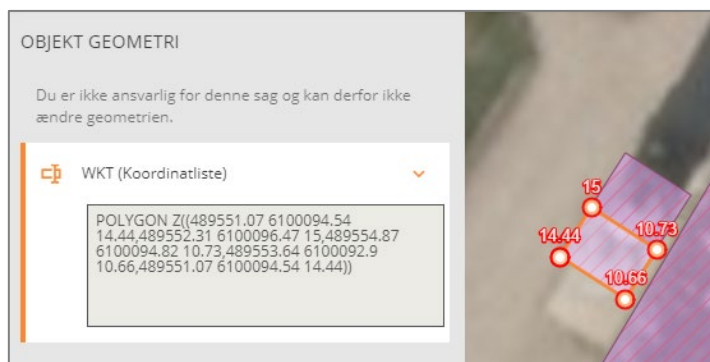 OBJEKT GEOMETRI
Du er ikke ansvarlig for denne sag og kan derfor ikke
ændre geometrien.
WKT (Koordinatliste)
POLYGON Z((489551.07 6100094.54
14.44,489552.31 6100096.47 15,489554.87
6100094.82 10.73,489553.64 6100092.9
10.66,489551.07 6100094.54 14.44))
15
10.73
14.44
10.66